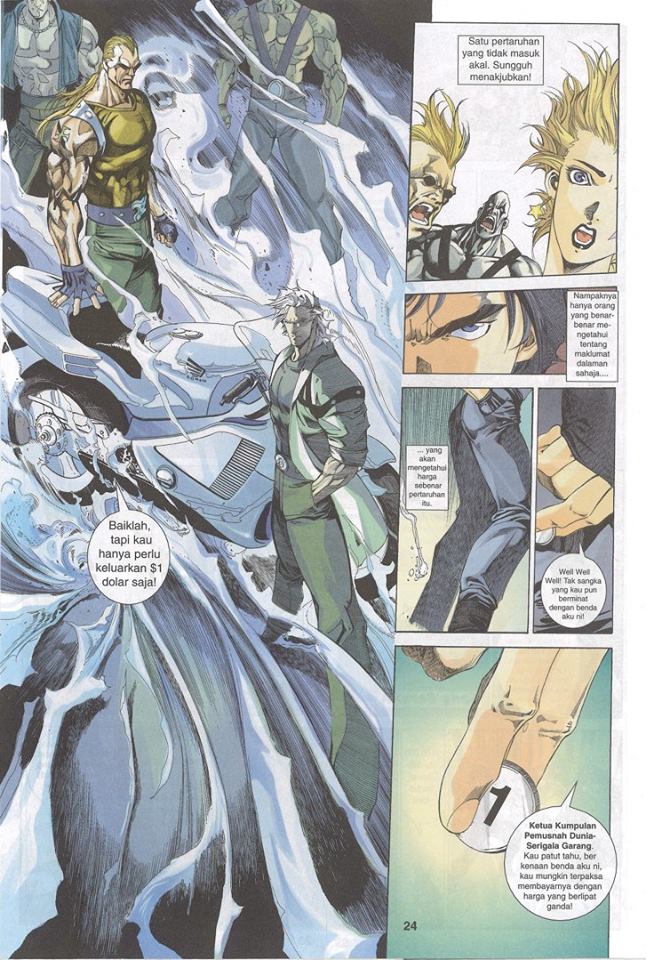 Baiklah,
tapi kau
hanya perlu
keluarkan $1
dolar saja!
Satu pertaruhan
yang tidak masuk
akal. Sungguh
menakjubkan!
Nampaknya
hanya orang
yang benar-
benar me-
ngetahui
tentang
maklumat
dalaman
sahaja....
... yang
akan
mengetahui
harga
sebenar
pertaruhan
itu.
Well Well
Well! Tak sangka
yang kau pun
berminat
dengan benda
aku ni!
1
Ketua Kumpulan
Pemusnah Dunia-
Serigala Garang.
Kau patut tahu, ber
kenaan benda aku ni,
kau mungkin terpaksa
membayarnya dengan
harga yang berlipat
ganda!
24